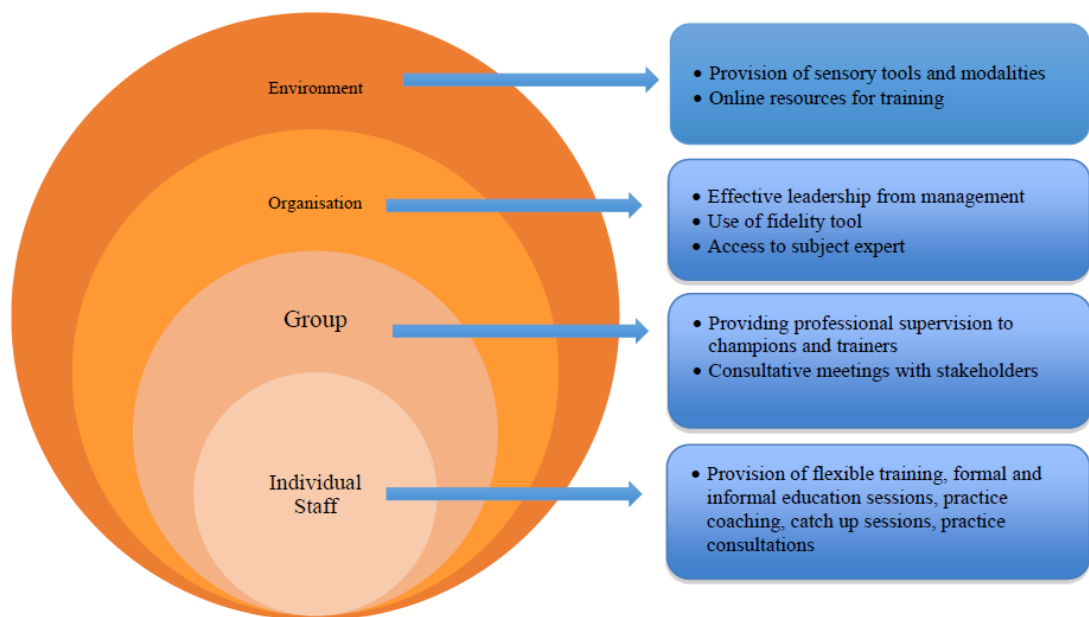 Environment
• Provision of sensory tools and modalities
• Online resources for training
Organisation
• Effective leadership from management
• Use of fidelity tool
• Access to subject expert
Group
• Providing professional supervision to
champions and trainers
• Consultative meetings with stakeholders
Individual
Staff
• Provision of flexible training, formal and
informal education sessions, practice
coaching, catch up sessions, practice
consultations